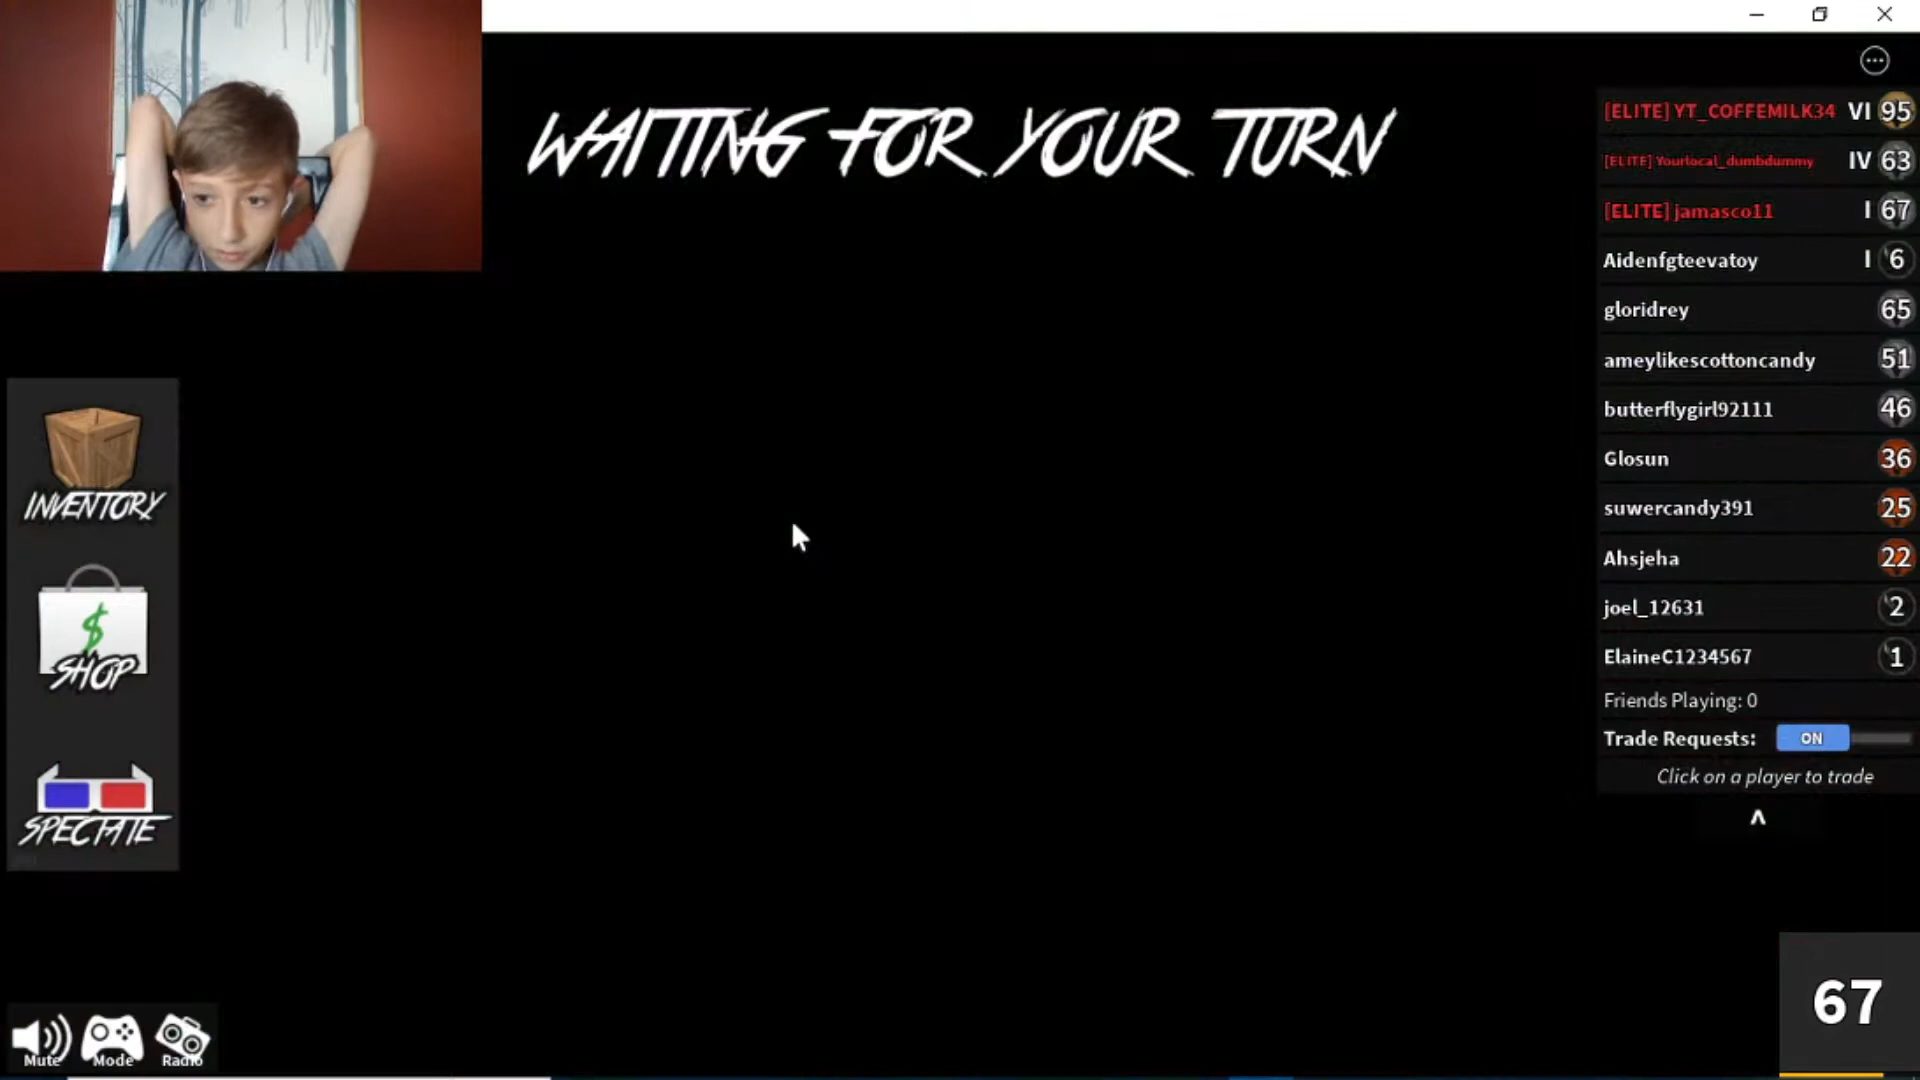 WAITING FOR YOUR TURN
[ELITE] YT_COFFEMILK34 VI 95
[ELITE] Yourlocal_dumbdummy IV 63
[ELITE] jamasco11 I 67
Aidenfgteevatoy I 6
gloridrey 65
ameylikescottoncandy 51
butterflygirl92111 46
Glosun 36
suwercandy391 25
Ahsjeha 22
joel_12631 2
ElaineC1234567 1
Friends Playing: 0
Trade Requests: ON
Click on a player to trade
INVENTORY
$
SHOP
SPECTATE
Mute Mode Radio
67